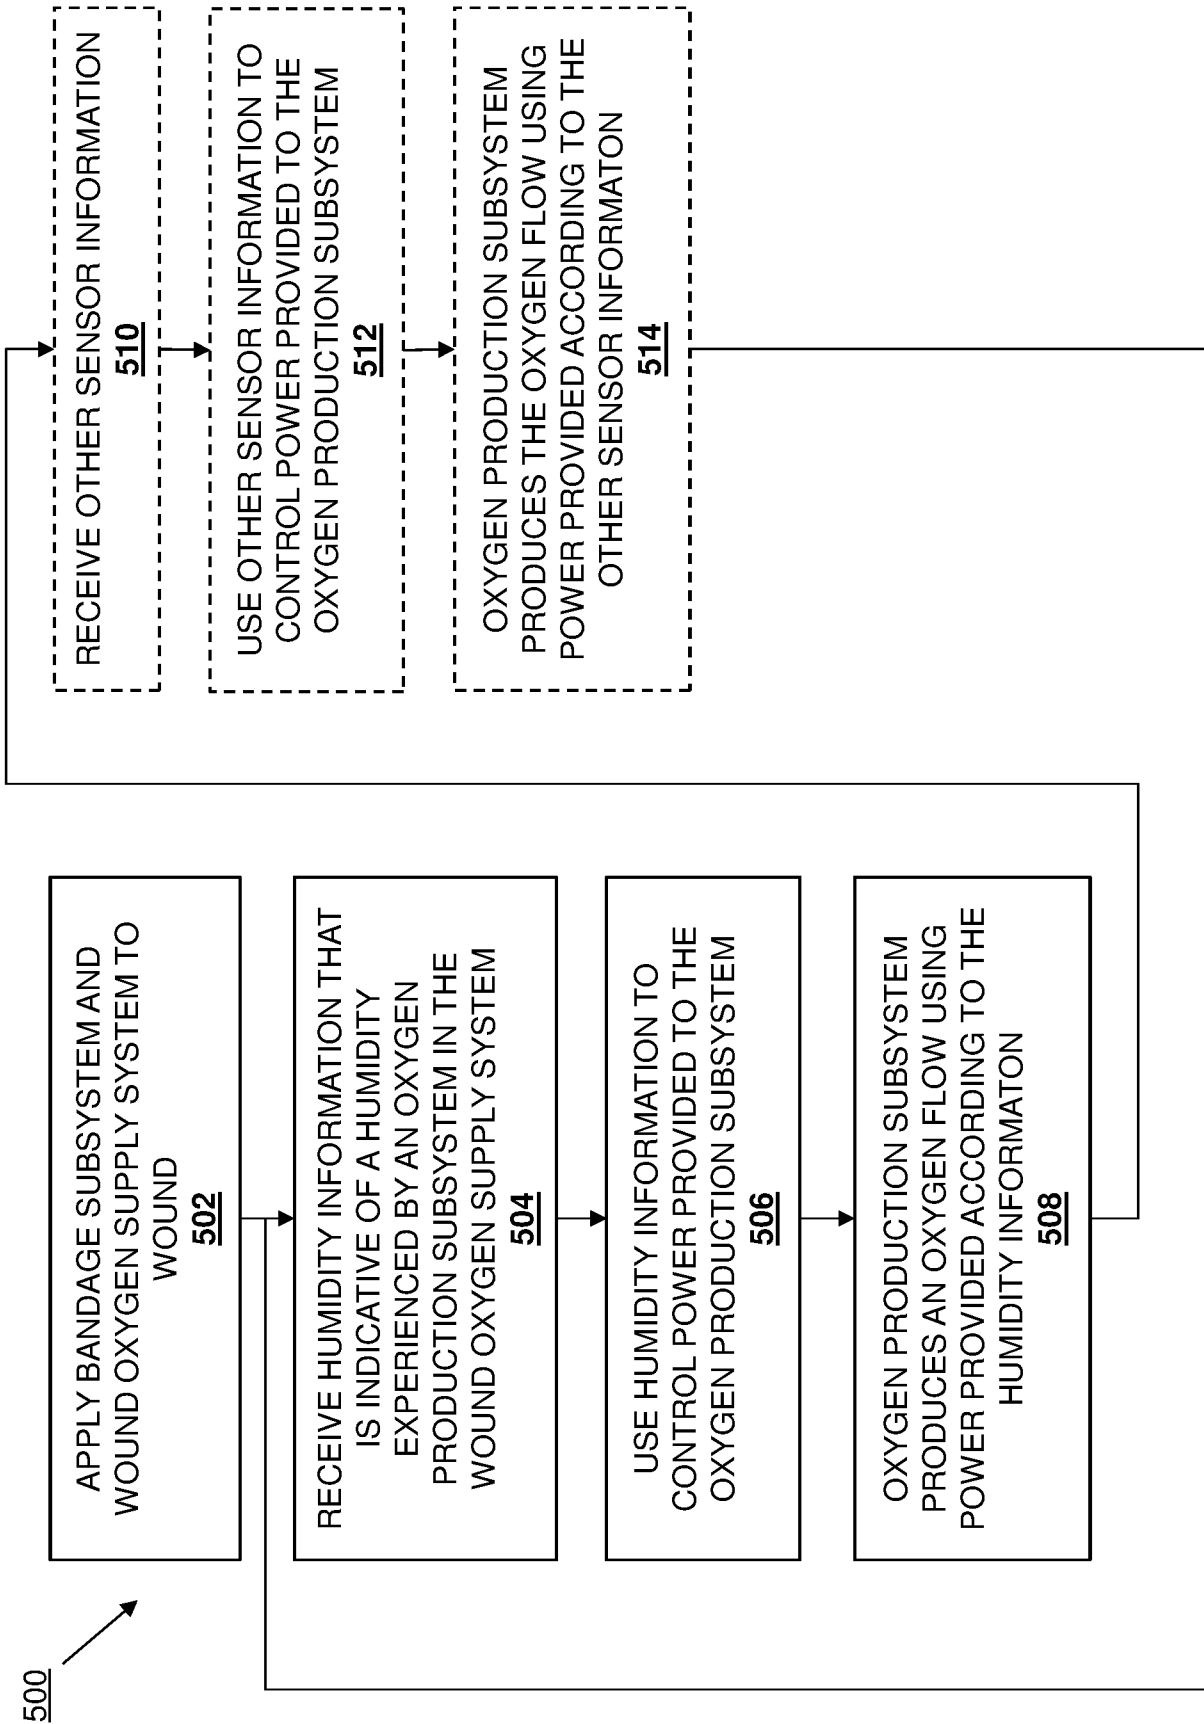 500
APPLY BANDAGE SUBSYSTEM AND
WOUND OXYGEN SUPPLY SYSTEM TO
WOUND
502
RECEIVE HUMIDITY INFORMATION THAT
IS INDICATIVE OF A HUMIDITY
EXPERIENCED BY AN OXYGEN
PRODUCTION SUBSYSTEM IN THE
WOUND OXYGEN SUPPLY SYSTEM
504
USE HUMIDITY INFORMATION TO
CONTROL POWER PROVIDED TO THE
OXYGEN PRODUCTION SUBSYSTEM
506
OXYGEN PRODUCTION SUBSYSTEM
PRODUCES AN OXYGEN FLOW USING
POWER PROVIDED ACCORDING TO THE
HUMIDITY INFORMATON
508
RECEIVE OTHER SENSOR INFORMATION
510
USE OTHER SENSOR INFORMATION TO
CONTROL POWER PROVIDED TO THE
OXYGEN PRODUCTION SUBSYSTEM
512
OXYGEN PRODUCTION SUBSYSTEM
PRODUCES THE OXYGEN FLOW USING
POWER PROVIDED ACCORDING TO THE
OTHER SENSOR INFORMATON
514